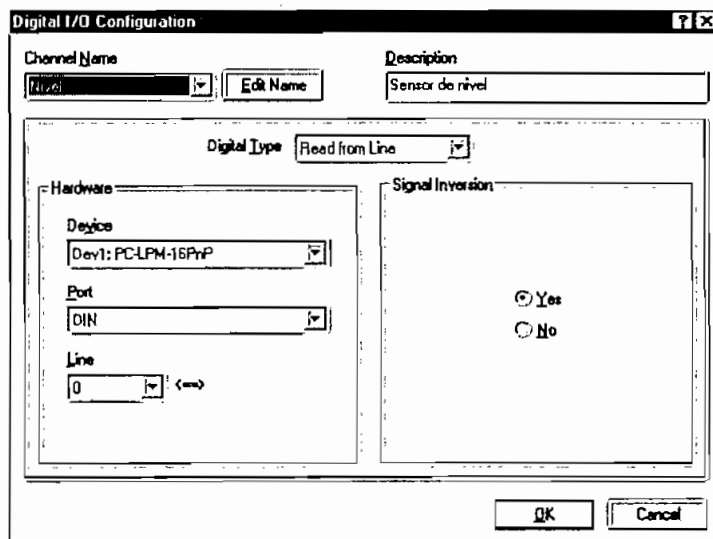 Digital I/O Configuration
Channel Name
Description
Nivel
Edit Name
Sensor de nivel
Digital Type
Read from Line
Hardware
Signal Inversion
Device
Dev1: PC-LPM-16PnP
Port
DIN
Yes
No
Line
0
<==>
OK
Cancel